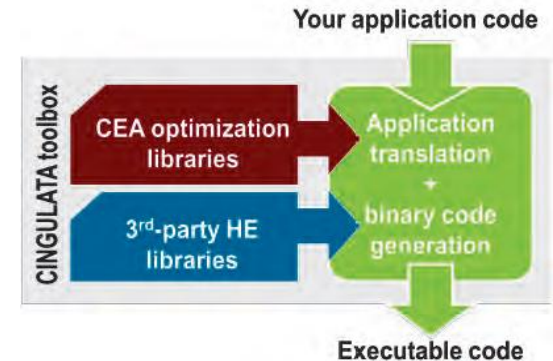 Your application code
CINGULATA toolbox
CEA optimization
libraries
3rd-party HE
libraries
Application
translation
+
binary code
generation
Executable code